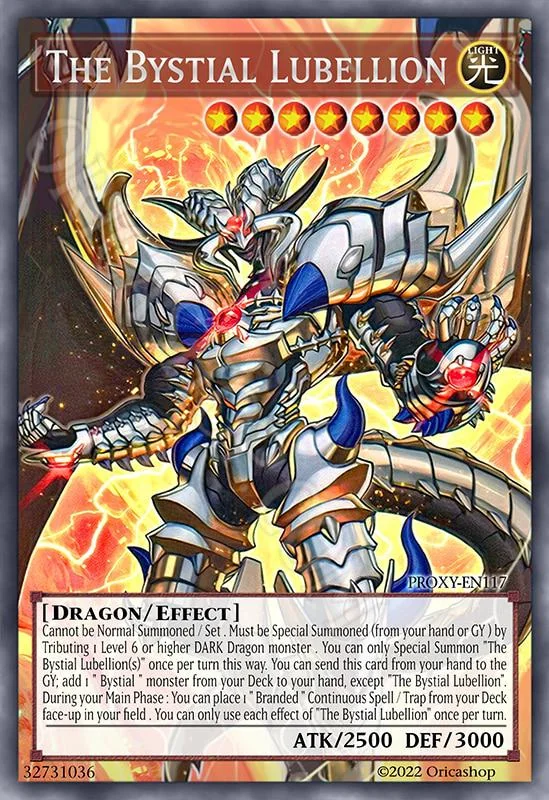 THE BYSTIAL LUBELLION
LIGHT
光
PROXY-EN117
[DRAGON/EFFECT]
Cannot be Normal Summoned / Set . Must be Special Summoned (from your hand or GY ) by
Tributing 1 Level 6 or higher DARK Dragon monster . You can only Special Summon "The
Bystial Lubellion(s)" once per turn this way. You can send this card from your hand to the
GY; add 1 " Bystial " monster from your Deck to your hand, except "The Bystial Lubellion".
During your Main Phase : You can place 1 " Branded " Continuous Spell / Trap from your Deck
face-up in your field . You can only use each effect of "The Bystial Lubellion" once per turn.
ATK/2500 DEF/3000
32731036 ©2022 Oricashop